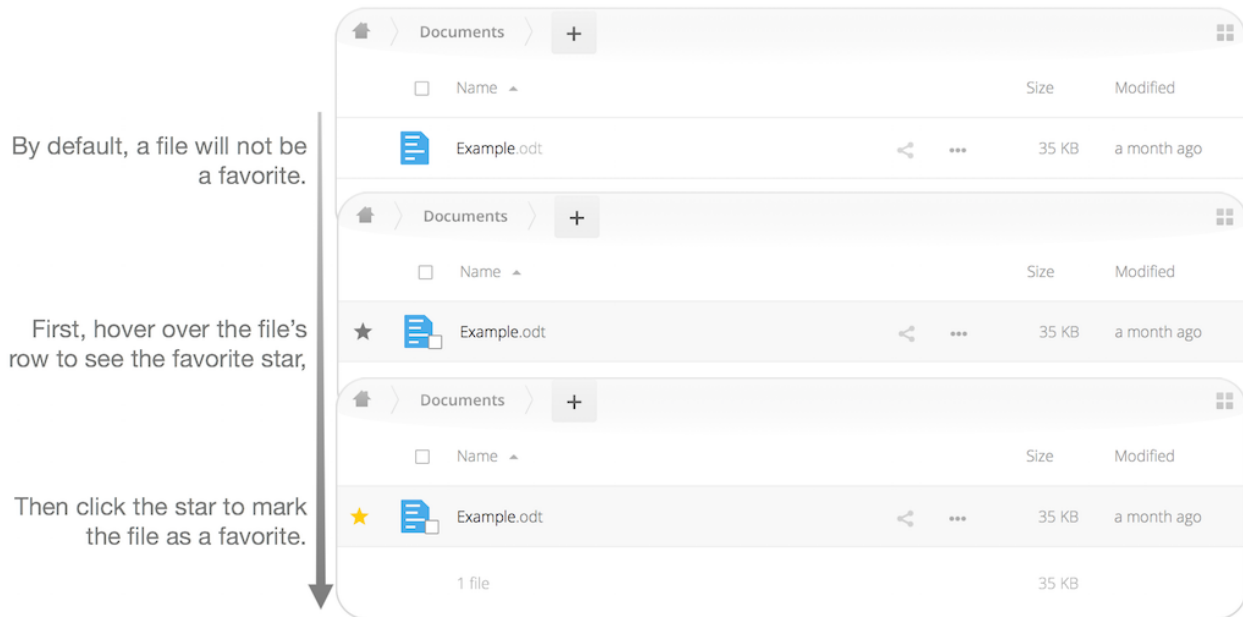 Documents +
Name Size Modified
By default, a file will not be
a favorite.
Example.odt 35 KB a month ago
Documents +
Name Size Modified
First, hover over the file's
row to see the favorite star,
Example.odt 35 KB a month ago
Documents +
Name Size Modified
Then click the star to mark
the file as a favorite.
Example.odt 35 KB a month ago
1 file 35 KB